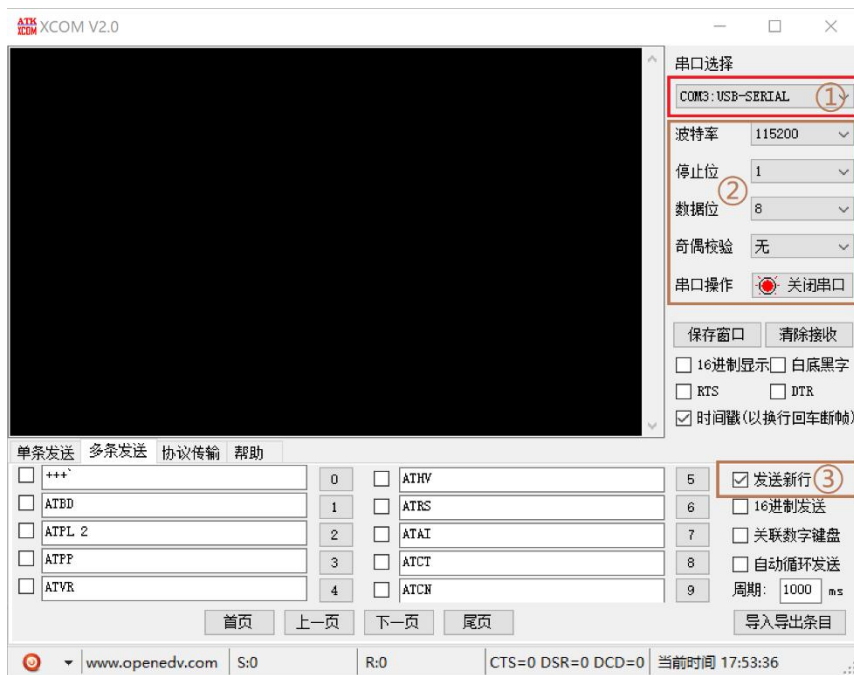 ATK XCOM XCOM V2.0
串口选择
COM3:USB-SERIAL ①
波特率 115200
停止位 1
②
数据位 8
奇偶校验 无
串口操作 关闭串口
保存窗口 清除接收
16进制显示 白底黑字
RTS DTR
时间戳(以换行回车断帧)
单条发送 多条发送 协议传输 帮助
+++` 0 ATHV 5 发送新行 ③
ATBD 1 ATRS 6 16进制发送
ATPL 2 2 ATAI 7 关联数字键盘
ATPP 3 ATCT 8 自动循环发送
ATVR 4 ATCN 9 周期: 1000 ms
首页 上一页 下一页 尾页 导入导出条目
www.openedv.com S:0 R:0 CTS=0 DSR=0 DCD=0 当前时间 17:53:36